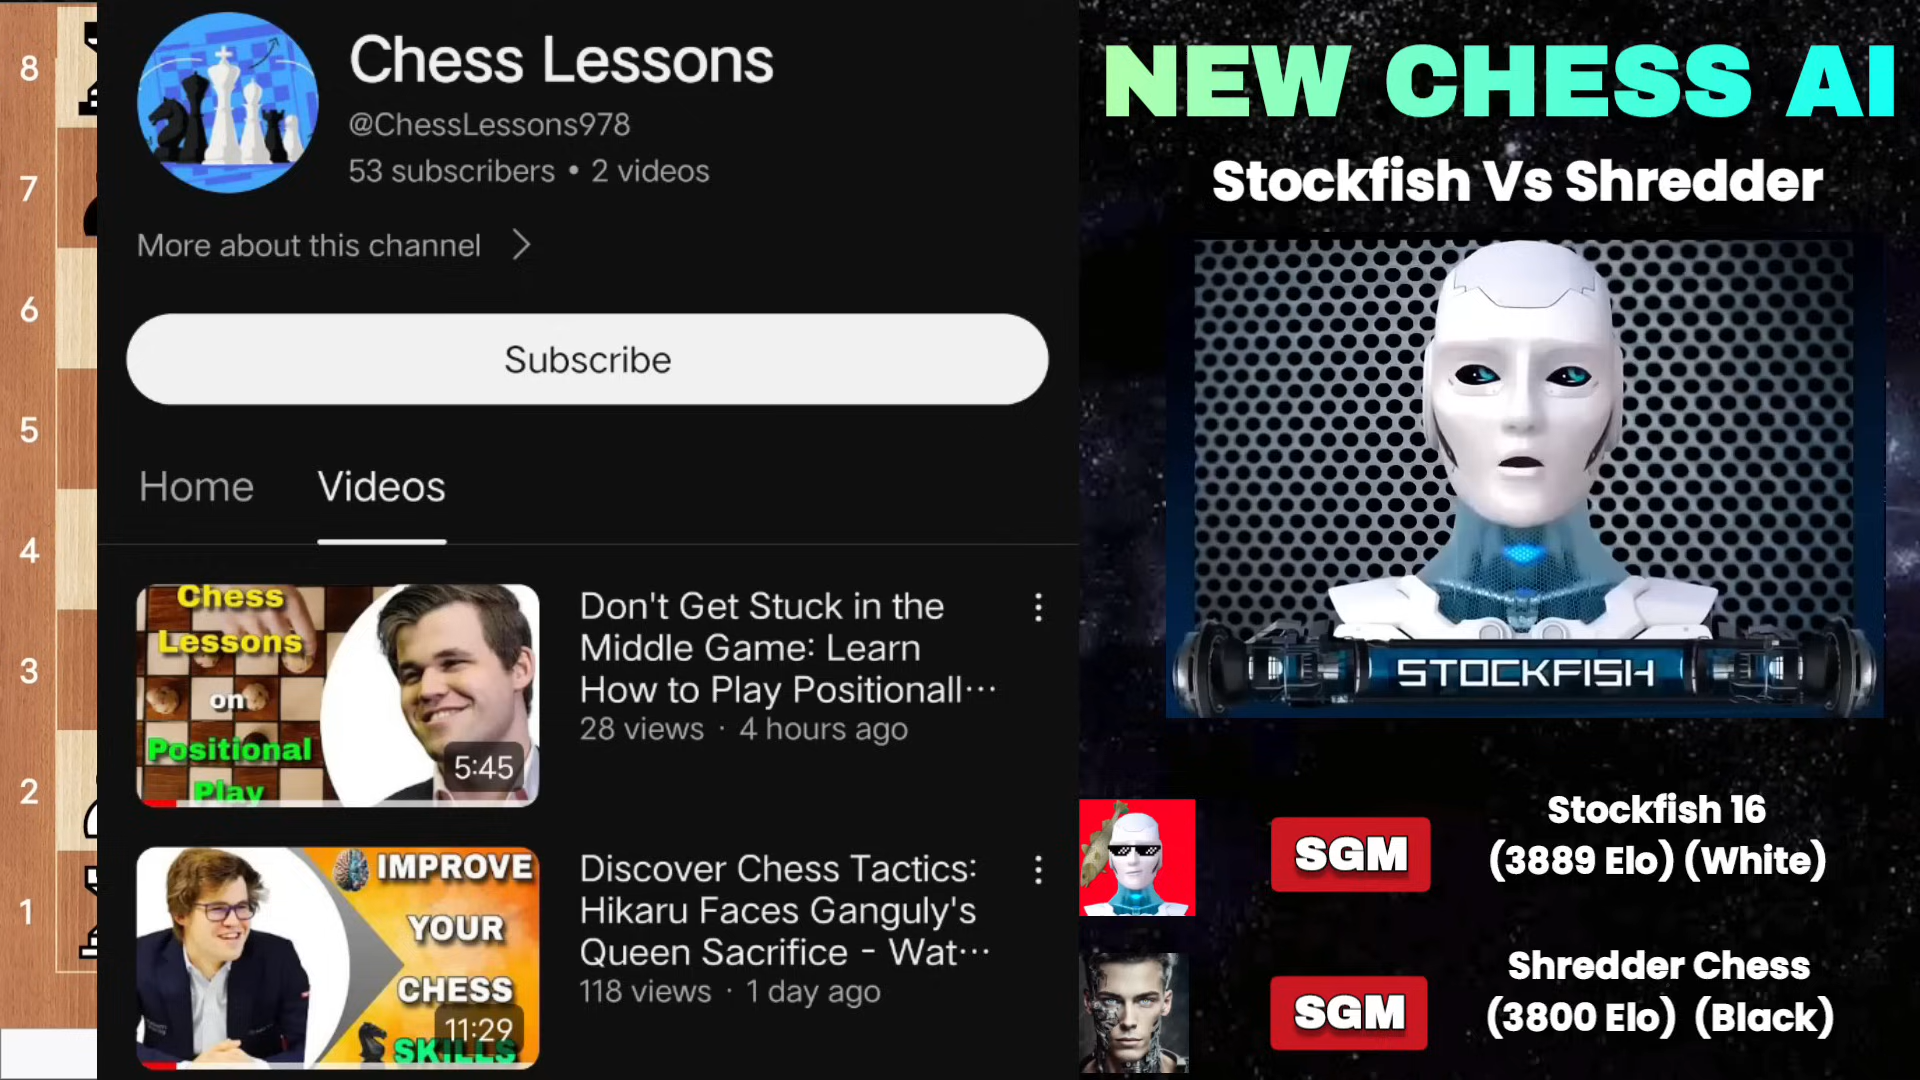 8
7
6
5
4
3
2
1
Chess Lessons
@ChessLessons978
53 subscribers • 2 videos
More about this channel
Subscribe
Home
Videos
Chess
Lessons
on
Positional
Play
5:45
Don't Get Stuck in the
Middle Game: Learn
How to Play Positionall...
28 views · 4 hours ago
IMPROVE
YOUR
CHESS
SKILLS
11:29
Discover Chess Tactics:
Hikaru Faces Ganguly's
Queen Sacrifice - Wat...
118 views · 1 day ago
NEW CHESS AI
Stockfish Vs Shredder
STOCKFISH
SGM
Stockfish 16
(3889 Elo) (White)
SGM
Shredder Chess
(3800 Elo) (Black)